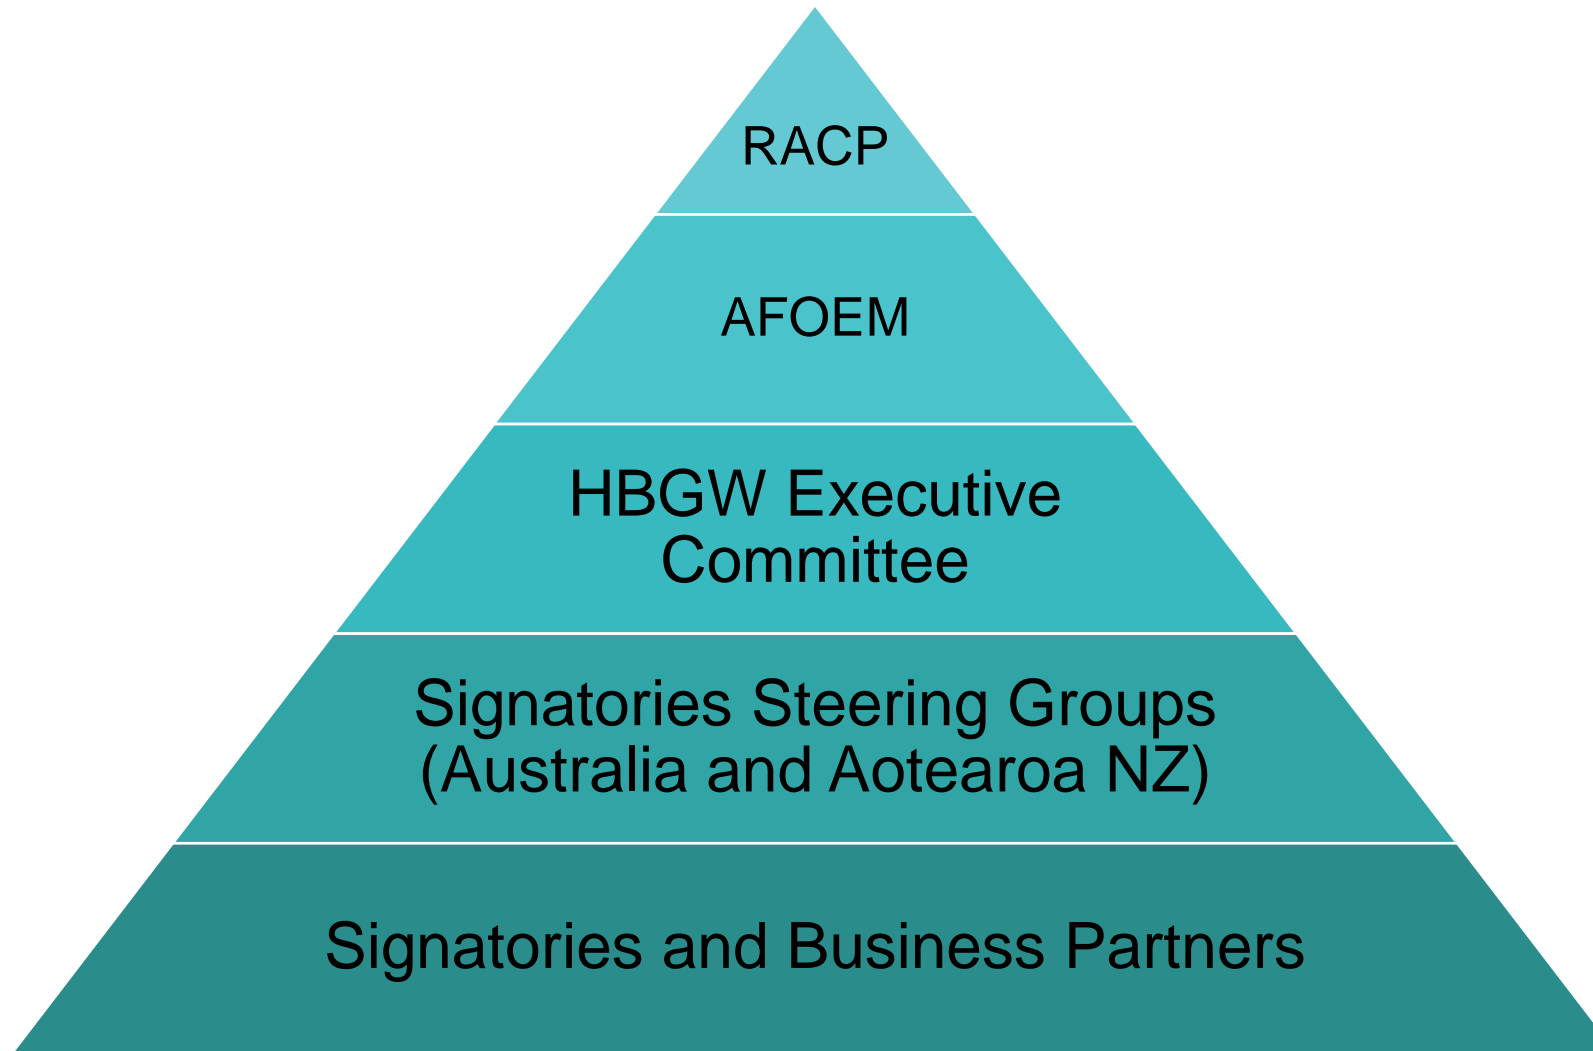 RACP
AFOEM
HBGW Executive
Committee
Signatories Steering Groups
(Australia and Aotearoa NZ)
Signatories and Business Partners